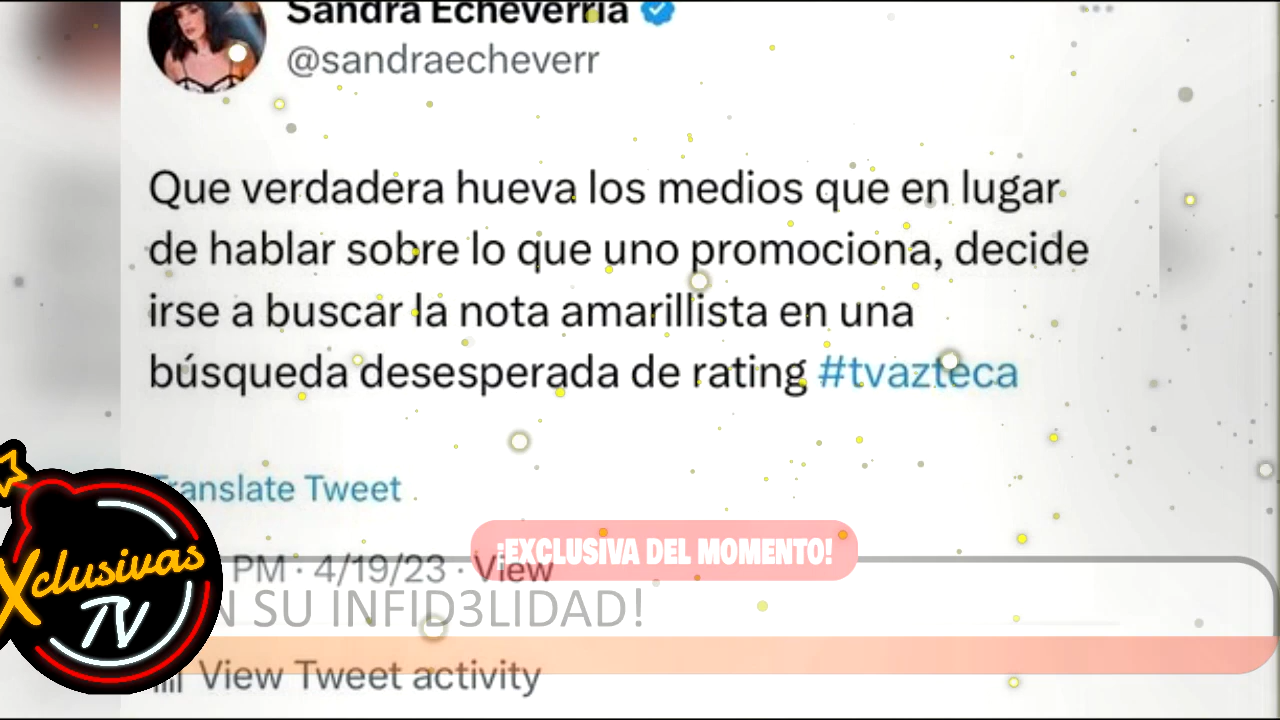 Sandra Echeverría
@sandraecheverr
Que verdadera hueva los medios que en lugar
de hablar sobre lo que uno promociona, decide
irse a buscar la nota amarillista en una
búsqueda desesperada de rating #tvazteca
Translate Tweet
¡EXCLUSIVA DEL MOMENTO!
PM · 4/19/23 · View
N SU INFID3LIDAD!
View Tweet activity
Xclusivas
TV